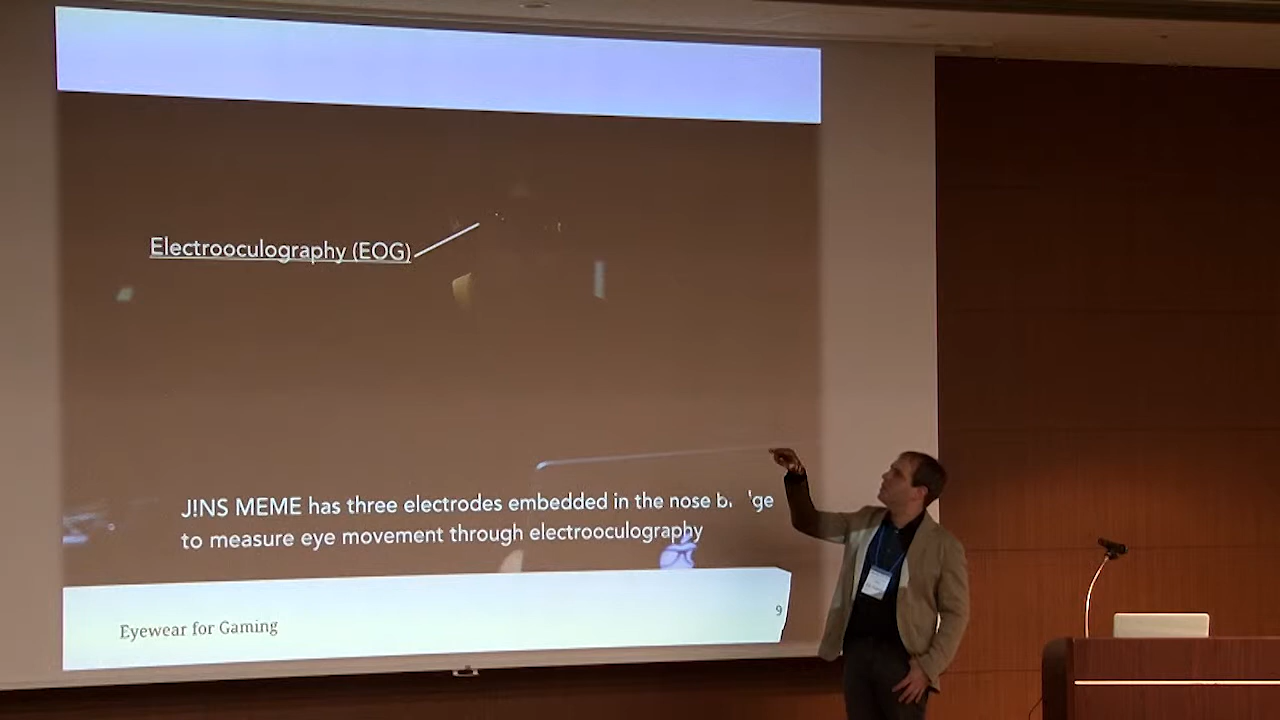 Electrooculography (EOG)
J!NS MEME has three electrodes embedded in the nose
to measure eye movement through electrooculography
Eyewear for Gaming
9